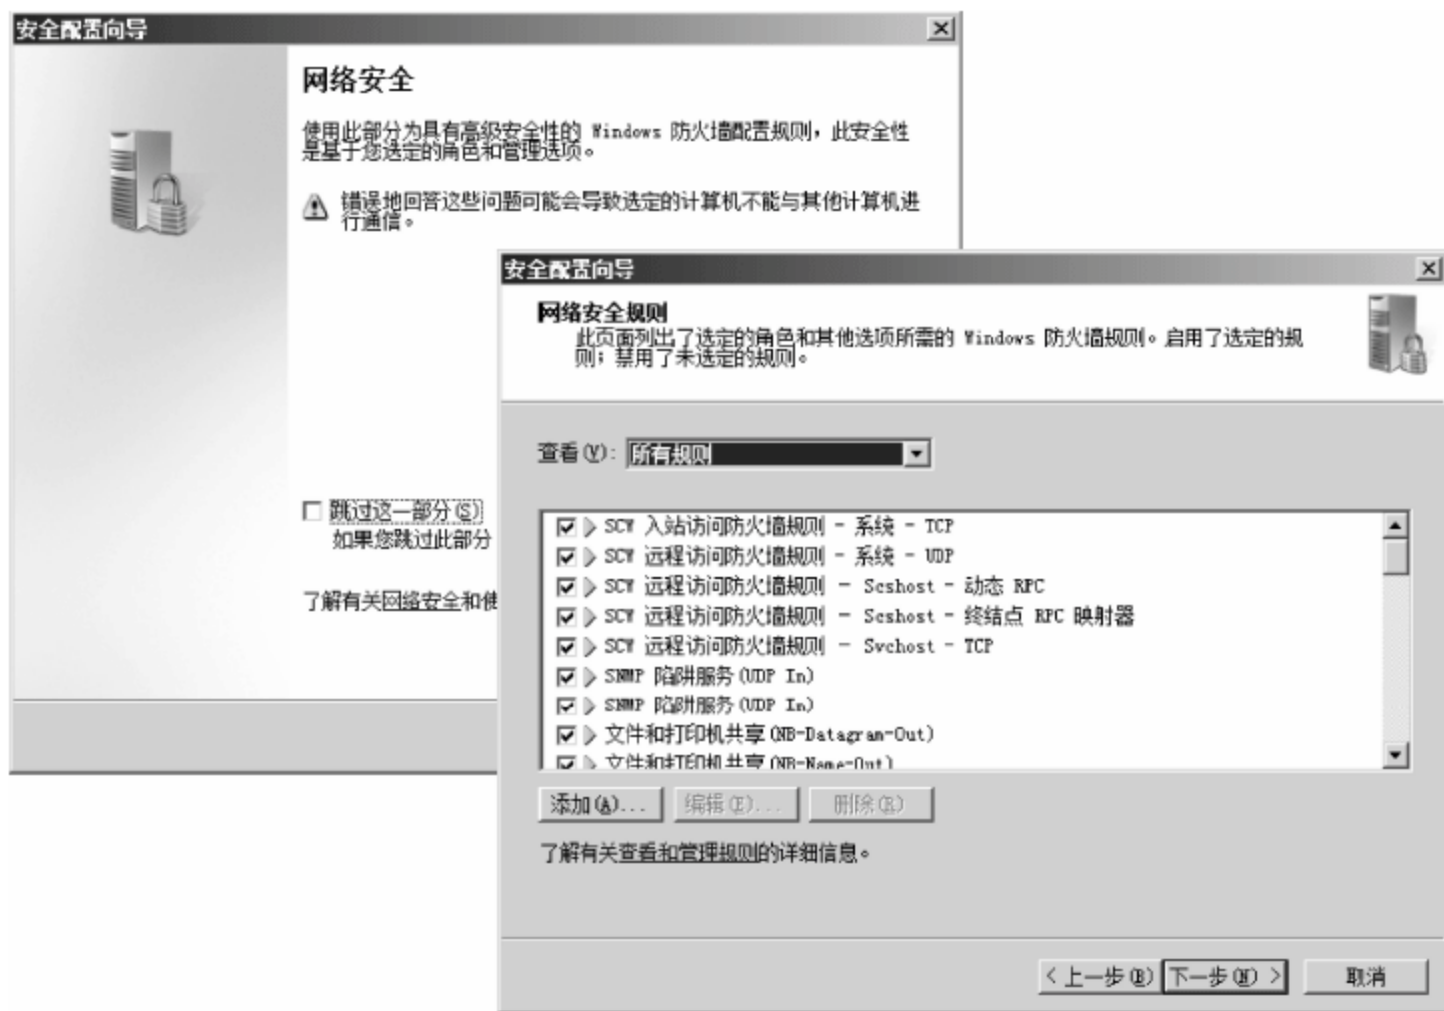 安全配置向导
网络安全
使用此部分为具有高级安全性的 Windows 防火墙配置规则，此安全性
是基于您选定的角色和管理选项。
错误地回答这些问题可能会导致选定的计算机不能与其他计算机进
行通信。
跳过这一部分(S)
如果您跳过此部分
了解有关网络安全和使
安全配置向导
网络安全规则
此页面列出了选定的角色和其他选项所需的 Windows 防火墙规则。启用了选定的规
则；禁用了未选定的规则。
查看(V): 所有规则
SCW 入站访问防火墙规则 - 系统 - TCP
SCW 远程访问防火墙规则 - 系统 - UDP
SCW 远程访问防火墙规则 - Scshost - 动态 RPC
SCW 远程访问防火墙规则 - Scshost - 终结点 RPC 映射器
SCW 远程访问防火墙规则 - Svchost - TCP
SNMP 陷阱服务(UDP In)
SNMP 陷阱服务(UDP In)
文件和打印机共享(NB-Datagram-Out)
文件和打印机共享(NB-Name-Out)
添加(A)... 编辑(E)... 删除(R)
了解有关查看和管理规则的详细信息。
< 上一步(B) 下一步(N) > 取消